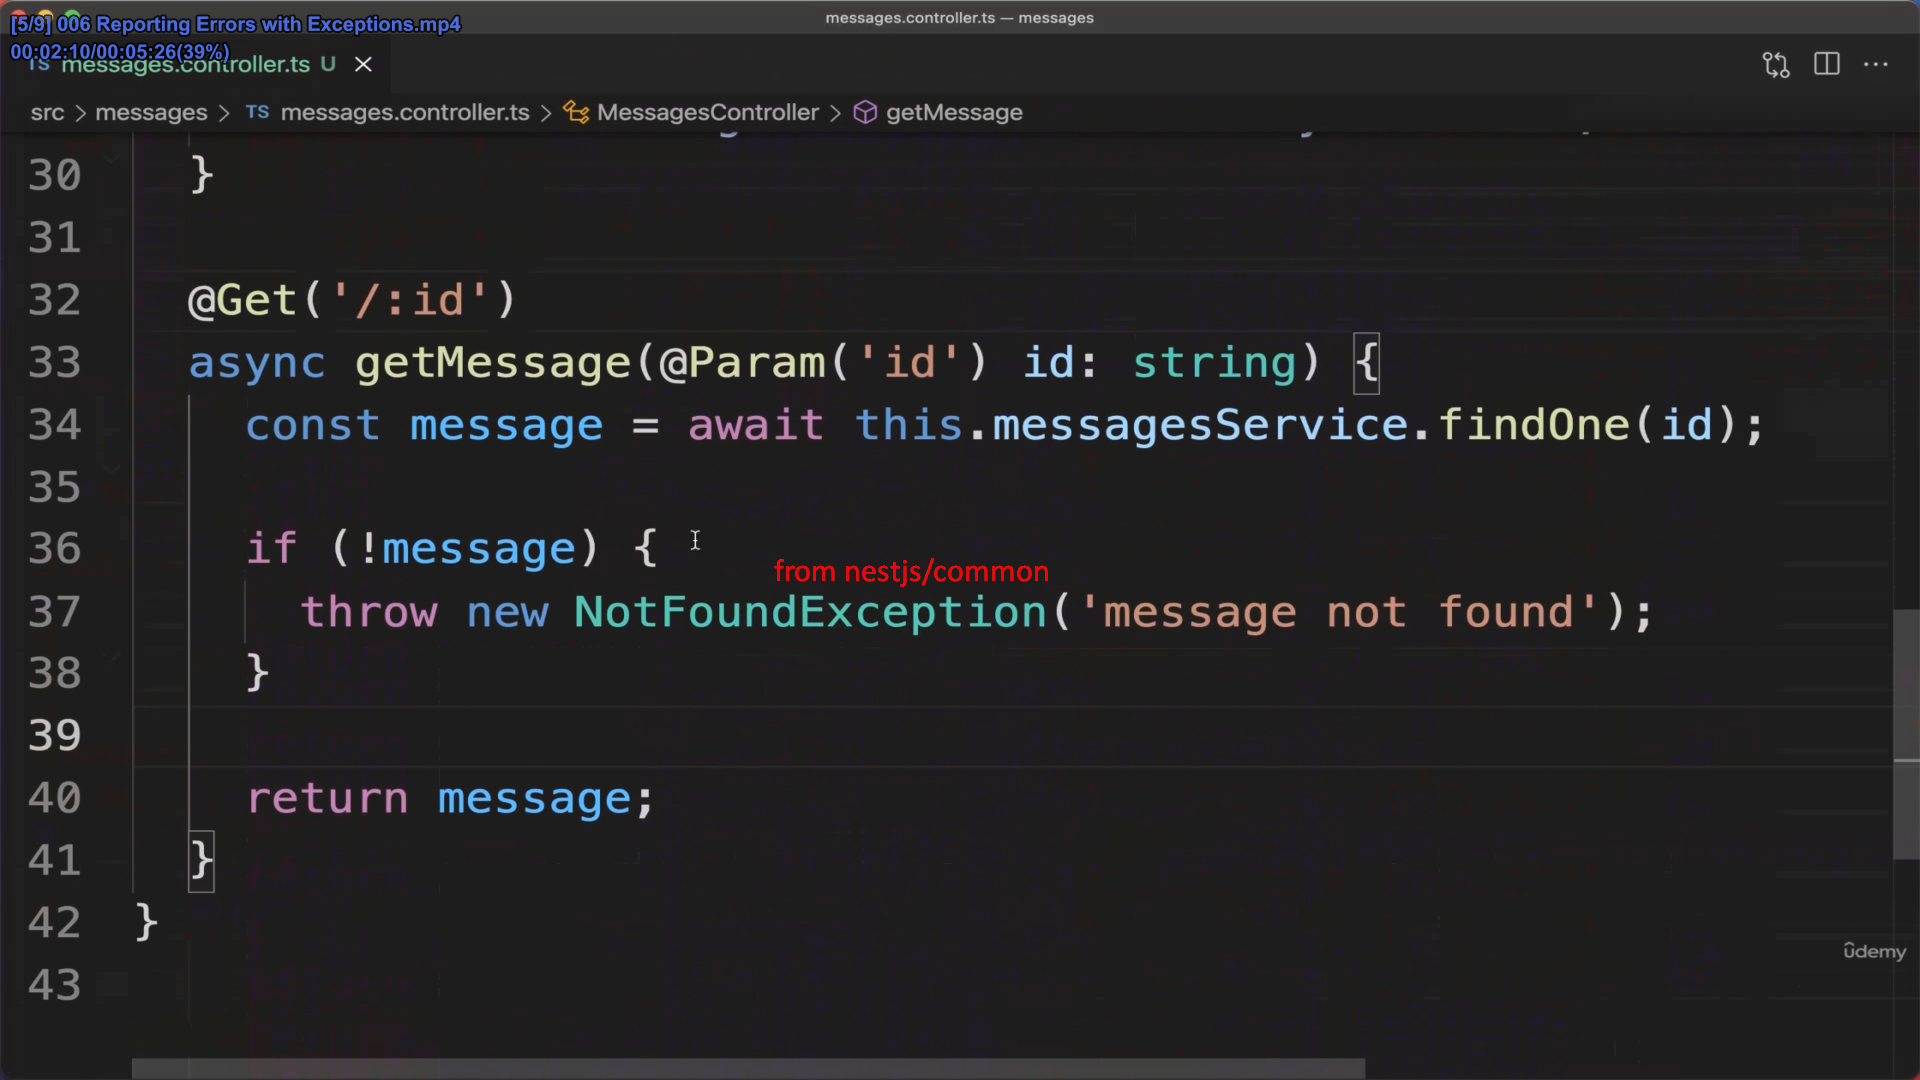 messages.controller.ts — messages
[5/9] 006 Reporting Errors with Exceptions.mp4
00:02:10/00:05:26(39%)
TS messages.controller.ts U
src > messages > TS messages.controller.ts > MessagesController > getMessage
30 }
31
32 @Get('/:id')
33 async getMessage(@Param('id') id: string) {
34 const message = await this.messagesService.findOne(id);
35
36 if (!message) {
from nestjs/common
37 throw new NotFoundException('message not found');
38 }
39
40 return message;
41 }
42 }
ûdemy
43